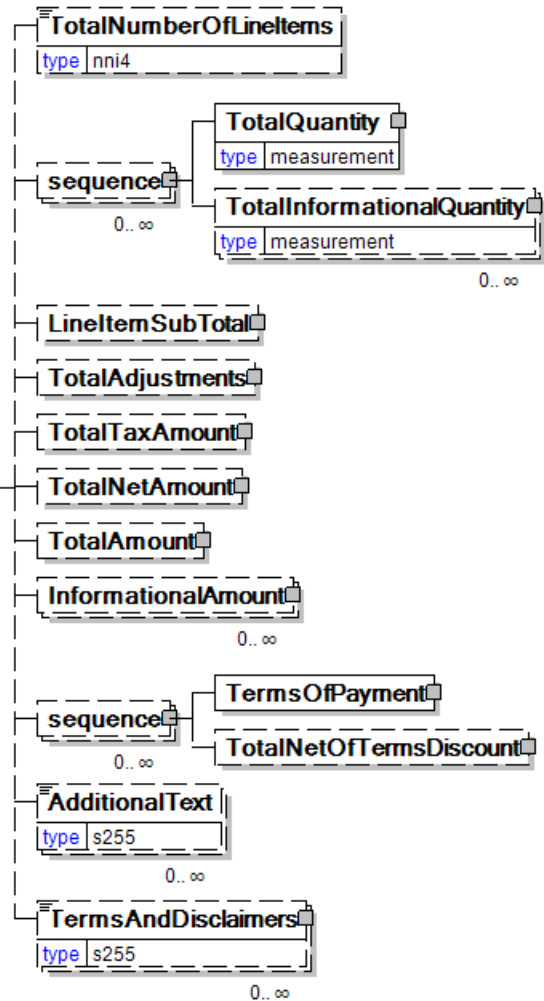 TotalNumberOfLineItems
type nni4
TotalQuantity
type measurement
sequence
0.. ∞
TotalInformationalQuantity
type measurement
0.. ∞
LineItemSubTotal
TotalAdjustments
TotalTaxAmount
TotalNetAmount
TotalAmount
InformationalAmount
0.. ∞
TermsOfPayment
sequence
0.. ∞
TotalNetOfTermsDiscount
AdditionalText
type s255
0.. ∞
TermsAndDisclaimers
type s255
0.. ∞